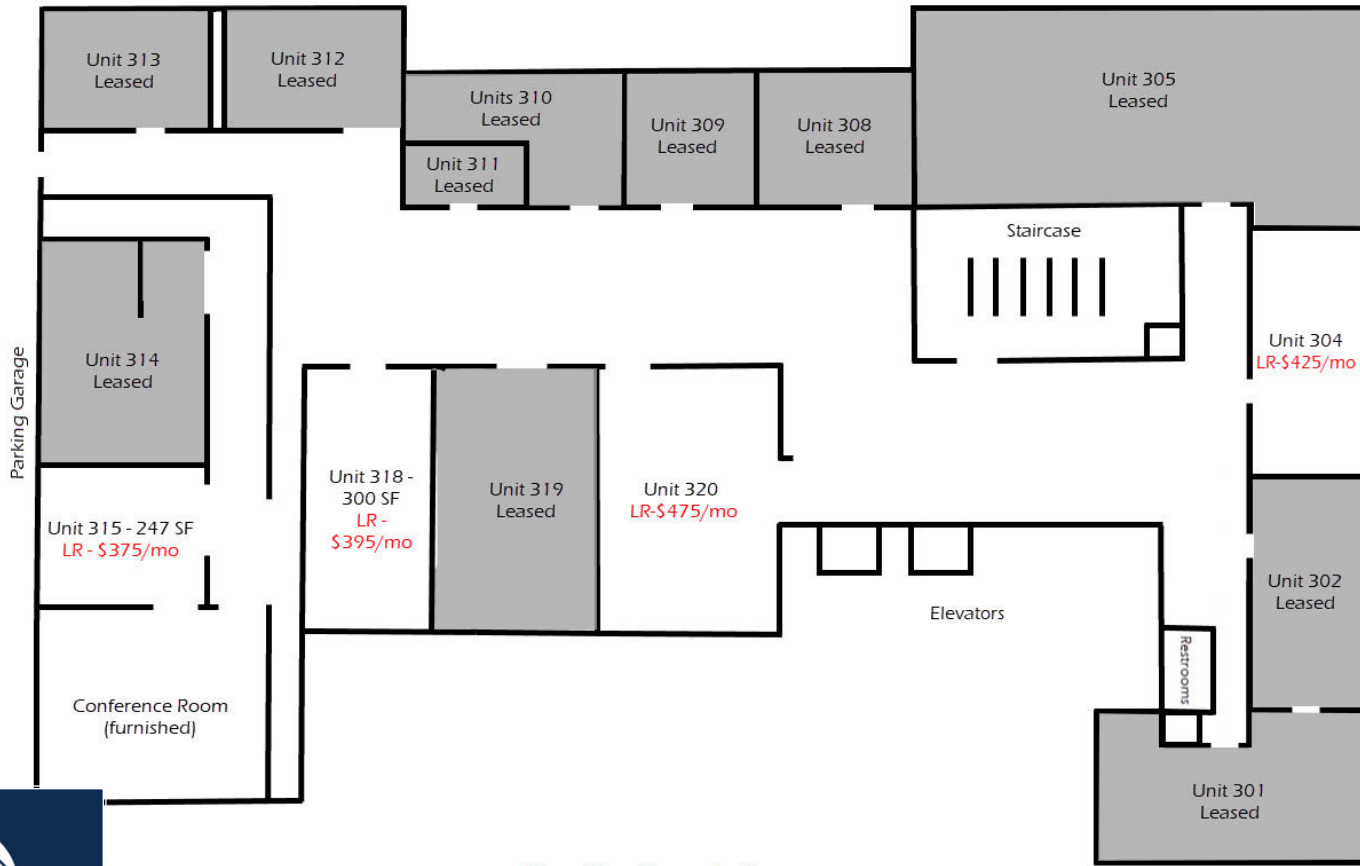 Unit 313
Leased
Unit 312
Leased
Units 310
Leased
Unit 311
Leased
Unit 309
Leased
Unit 308
Leased
Unit 305
Leased
Staircase
Unit 304
LR-$425/mo
Parking Garage
Unit 314
Leased
Unit 315 - 247 SF
LR - $375/mo
Unit 318 -
300 SF
LR -
$395/mo
Unit 319
Leased
Unit 320
LR-$475/mo
Elevators
Restrooms
Unit 302
Leased
Conference Room
(furnished)
Unit 301
Leased